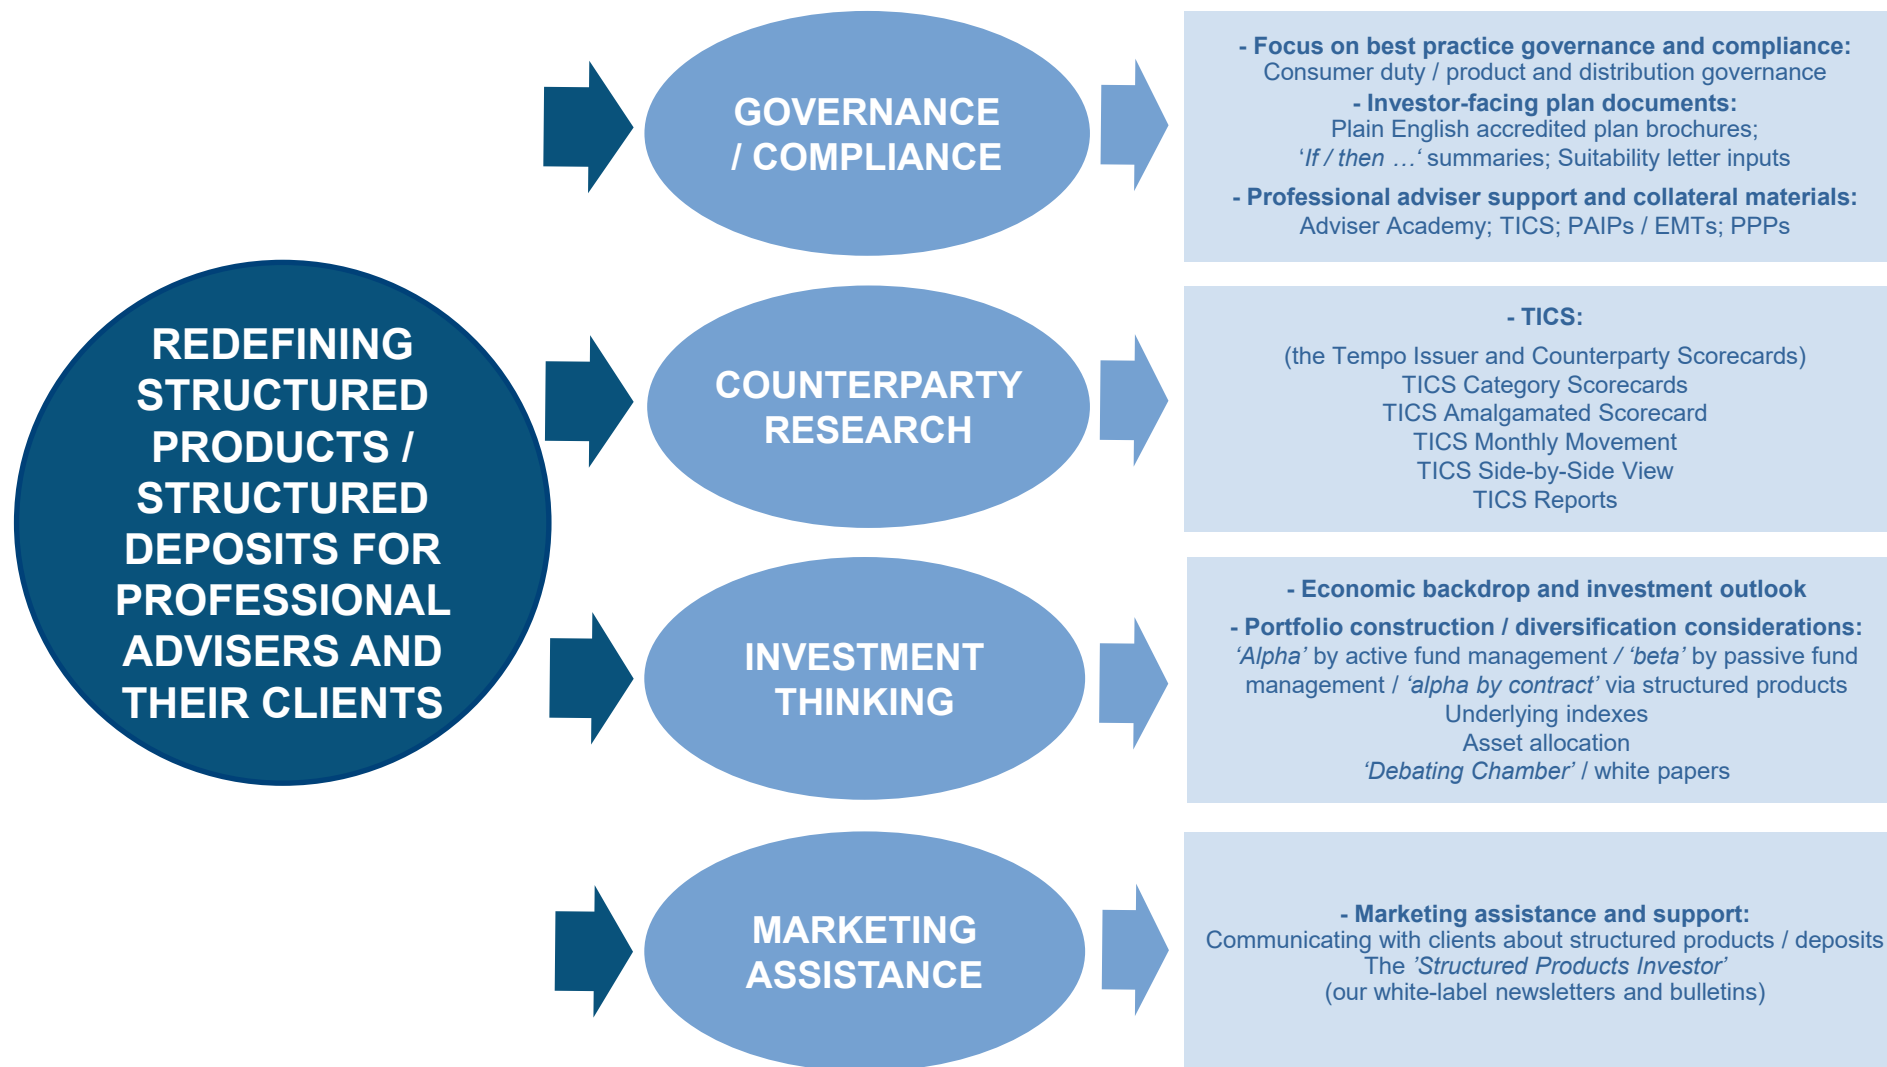 REDEFINING
STRUCTURED
PRODUCTS /
STRUCTURED
DEPOSITS FOR
PROFESSIONAL
ADVISERS AND
THEIR CLIENTS
GOVERNANCE
/ COMPLIANCE
- Focus on best practice governance and compliance:
Consumer duty / product and distribution governance
- Investor-facing plan documents:
Plain English accredited plan brochures;
‘If / then …‘ summaries; Suitability letter inputs
- Professional adviser support and collateral materials:
Adviser Academy; TICS; PAIPs / EMTs; PPPs
COUNTERPARTY
RESEARCH
- TICS:
(the Tempo Issuer and Counterparty Scorecards)
TICS Category Scorecards
TICS Amalgamated Scorecard
TICS Monthly Movement
TICS Side-by-Side View
TICS Reports
INVESTMENT
THINKING
- Economic backdrop and investment outlook
- Portfolio construction / diversification considerations:
‘Alpha’ by active fund management / ‘beta’ by passive fund
management / ‘alpha by contract’ via structured products
Underlying indexes
Asset allocation
‘Debating Chamber’ / white papers
MARKETING
ASSISTANCE
- Marketing assistance and support:
Communicating with clients about structured products / deposits
The ’Structured Products Investor’
(our white-label newsletters and bulletins)